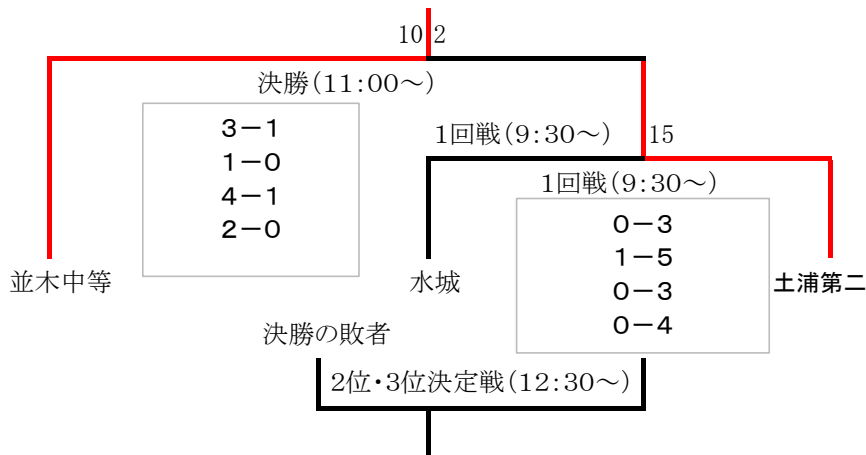 10 2
決勝(11:00～)
3－1
1－0
4－1
2－0
1回戦(9:30～)
15
1回戦(9:30～)
0－3
1－5
0－3
0－4
並木中等
水城
土浦第二
決勝の敗者
2位・3位決定戦(12:30～)